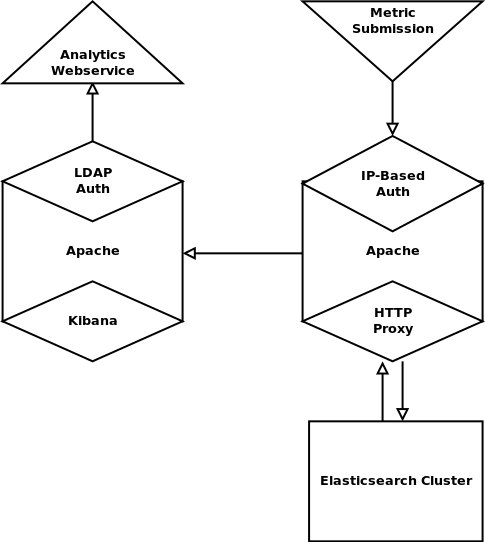 Analytics
Webservice
Metric
Submission
LDAP
Auth
IP-Based
Auth
Apache
Apache
Kibana
HTTP
Proxy
Elasticsearch Cluster